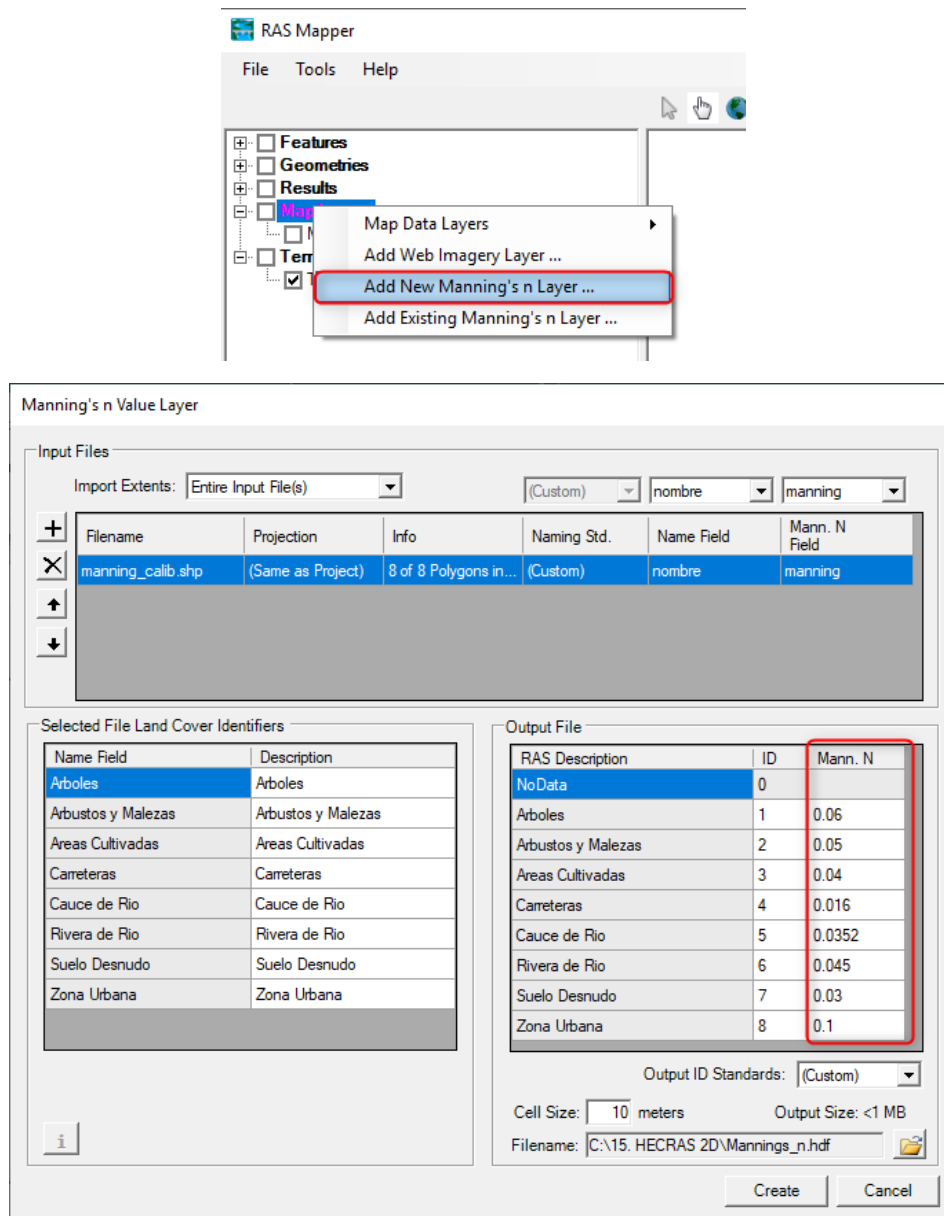 RAS Mapper
File Tools Help
Features
Geometries
Results
Map Data Layers
Add Web Imagery Layer ...
Add New Manning's n Layer ...
Add Existing Manning's n Layer ...
Manning's n Value Layer
Input Files
Import Extents: Entire Input File(s) (Custom) nombre manning
Filename Projection Info Naming Std. Name Field Mann. N Field
manning_calib.shp (Same as Project) 8 of 8 Polygons in... (Custom) nombre manning
Selected File Land Cover Identifiers
Name Field Description
Arboles Arboles
Arbustos y Malezas Arbustos y Malezas
Areas Cultivadas Areas Cultivadas
Carreteras Carreteras
Cauce de Rio Cauce de Rio
Rivera de Rio Rivera de Rio
Suelo Desnudo Suelo Desnudo
Zona Urbana Zona Urbana
i
Output File
RAS Description ID Mann. N
NoData 0
Arboles 1 0.06
Arbustos y Malezas 2 0.05
Areas Cultivadas 3 0.04
Carreteras 4 0.016
Cauce de Rio 5 0.0352
Rivera de Rio 6 0.045
Suelo Desnudo 7 0.03
Zona Urbana 8 0.1
Output ID Standards: (Custom)
Cell Size: 10 meters Output Size: <1 MB
Filename: C:\15. HECRAS 2D\Mannings_n.hdf
Create Cancel